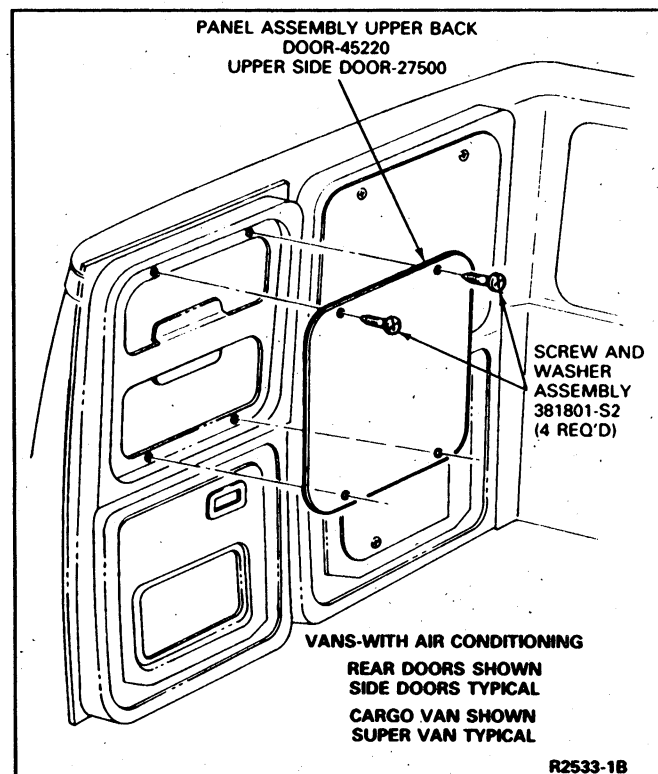 PANEL ASSEMBLY UPPER BACK
DOOR-45220
UPPER SIDE DOOR-27500
SCREW AND
WASHER
ASSEMBLY
381801-S2
(4 REQ'D)
VANS-WITH AIR CONDITIONING
REAR DOORS SHOWN
SIDE DOORS TYPICAL
CARGO VAN SHOWN
SUPER VAN TYPICAL
R2533-1B